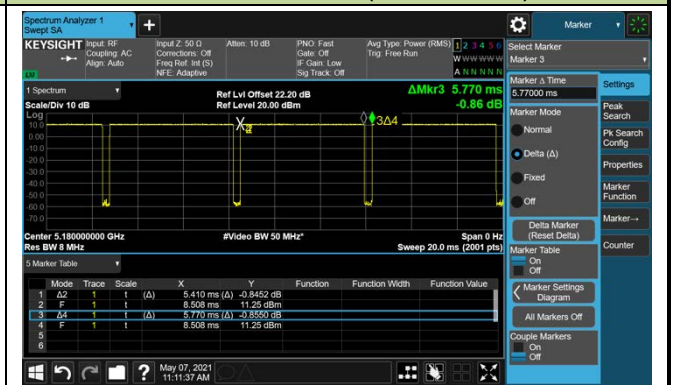 Spectrum Analyzer 1
Swept SA
Marker
KEYSIGHT
Input: RF
Coupling: AC
Align: Auto
Input Z: 50 Ω
Corrections: Off
Freq Ref: Int (S)
NFE: Adaptive
Atten: 10 dB
PNO: Fast
Gate: Off
IF Gain: Low
Sig Track: Off
Avg Type: Power (RMS)
Trig: Free Run
1 2 3 4 5 6
W W W W W W
A N N N N N
Select Marker
Marker 3
1 Spectrum
Scale/Div 10 dB
Log
Ref Lvl Offset 22.20 dB
Ref Level 20.00 dBm
ΔMkr3 5.770 ms
-0.86 dB
10.0
0.00
-10.0
-20.0
-30.0
-40.0
-50.0
-60.0
-70.0
3Δ4
Center 5.180000000 GHz
Res BW 8 MHz
#Video BW 50 MHz*
Span 0 Hz
Sweep 20.0 ms (2001 pts)
5 Marker Table
Mode Trace Scale X Y Function Function Width Function Value
1 Δ2 1 t (Δ) 5.410 ms (Δ) -0.8452 dB
2 F 1 t 8.508 ms 11.25 dBm
3 Δ4 1 t (Δ) 5.770 ms (Δ) -0.8550 dB
4 F 1 t 8.508 ms 11.25 dBm
5
6
Marker Δ Time
5.77000 ms
Marker Mode
Normal
Delta (Δ)
Fixed
Off
Delta Marker
(Reset Delta)
Marker Table
On
Off
Marker Settings
Diagram
All Markers Off
Couple Markers
On
Off
Settings
Peak
Search
Pk Search
Config
Properties
Marker
Function
Marker→
Counter
May 07, 2021
11:11:37 AM